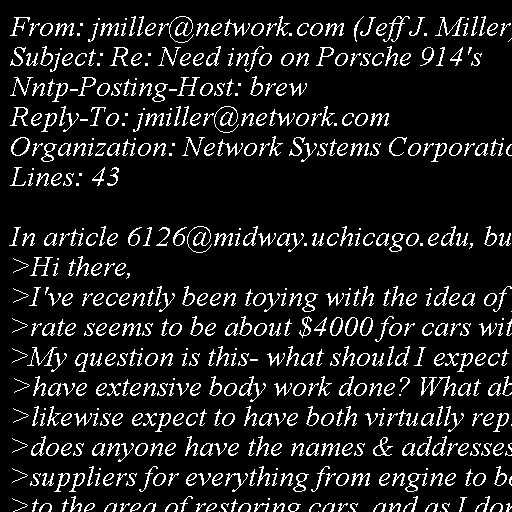 From: jmiller@network.com (Jeff J. Miller)
Subject: Re: Need info on Porsche 914's
Nntp-Posting-Host: brew
Reply-To: jmiller@network.com
Organization: Network Systems Corporatio
Lines: 43

In article 6126@midway.uchicago.edu, bu
>Hi there,
>I've recently been toying with the idea of
>rate seems to be about $4000 for cars wit
>My question is this- what should I expect
>have extensive body work done? What ab
>likewise expect to have both virtually rep
>does anyone have the names & addresses
>suppliers for everything from engine to be
>to the area of restoring cars, and as I don